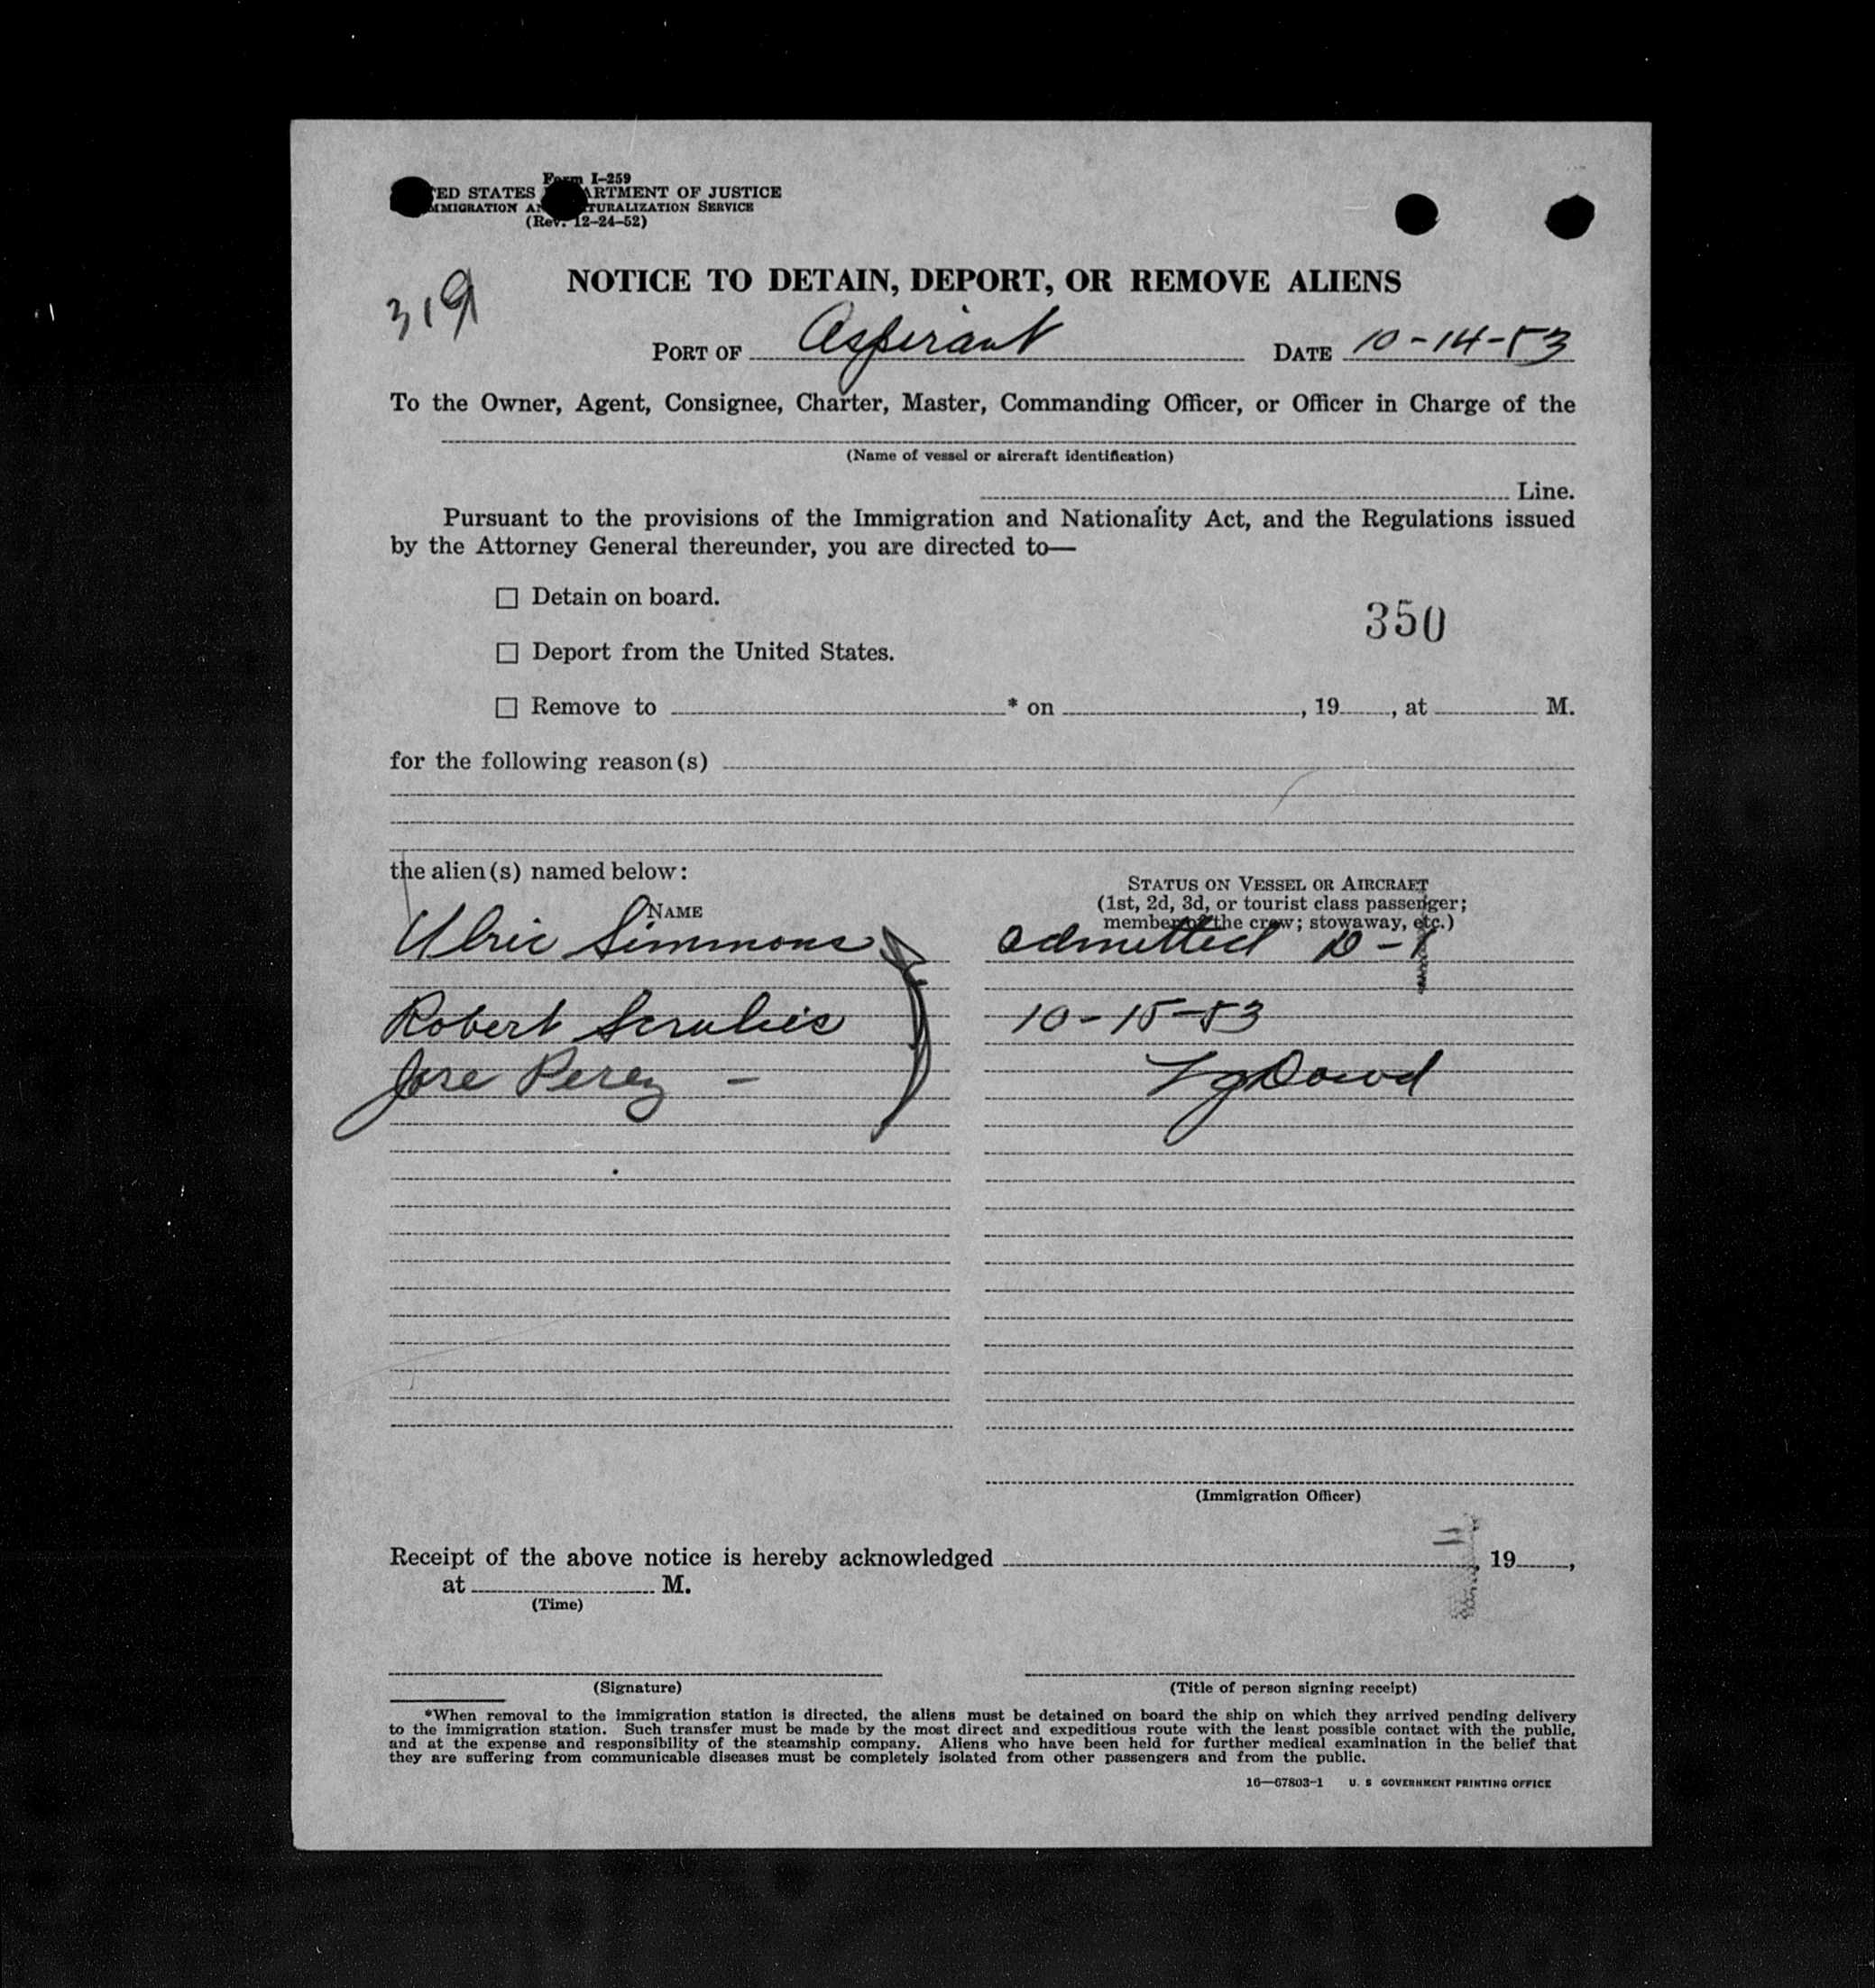 Form I-259
ED STATES ARTMENT OF JUSTICE
MMIGRATION AN TURALIZATION SERVICE
(Rev. 12-24-52)
319
NOTICE TO DETAIN, DEPORT, OR REMOVE ALIENS
PORT OF Aspirant DATE 10-14-53
To the Owner, Agent, Consignee, Charter, Master, Commanding Officer, or Officer in Charge of the
(Name of vessel or aircraft identification)
Line.
Pursuant to the provisions of the Immigration and Nationality Act, and the Regulations issued
by the Attorney General thereunder, you are directed to—
☐ Detain on board.
350
☐ Deport from the United States.
☐ Remove to * on , 19 , at M.
for the following reason(s)
the alien(s) named below:
NAME
STATUS ON VESSEL OR AIRCRAFT
(1st, 2d, 3d, or tourist class passenger;
member of the crew; stowaway, etc.)
Ulric Simmons admitted D-1
Robert 10-15-53
Jose Perez - Dowd
(Immigration Officer)
Receipt of the above notice is hereby acknowledged , 19 ,
at M.
(Time)
(Signature) (Title of person signing receipt)
*When removal to the immigration station is directed, the aliens must be detained on board the ship on which they arrived pending delivery
to the immigration station. Such transfer must be made by the most direct and expeditious route with the least possible contact with the public,
and at the expense and responsibility of the steamship company. Aliens who have been held for further medical examination in the belief that
they are suffering from communicable diseases must be completely isolated from other passengers and from the public.
16—67803-1 U. S GOVERNMENT PRINTING OFFICE